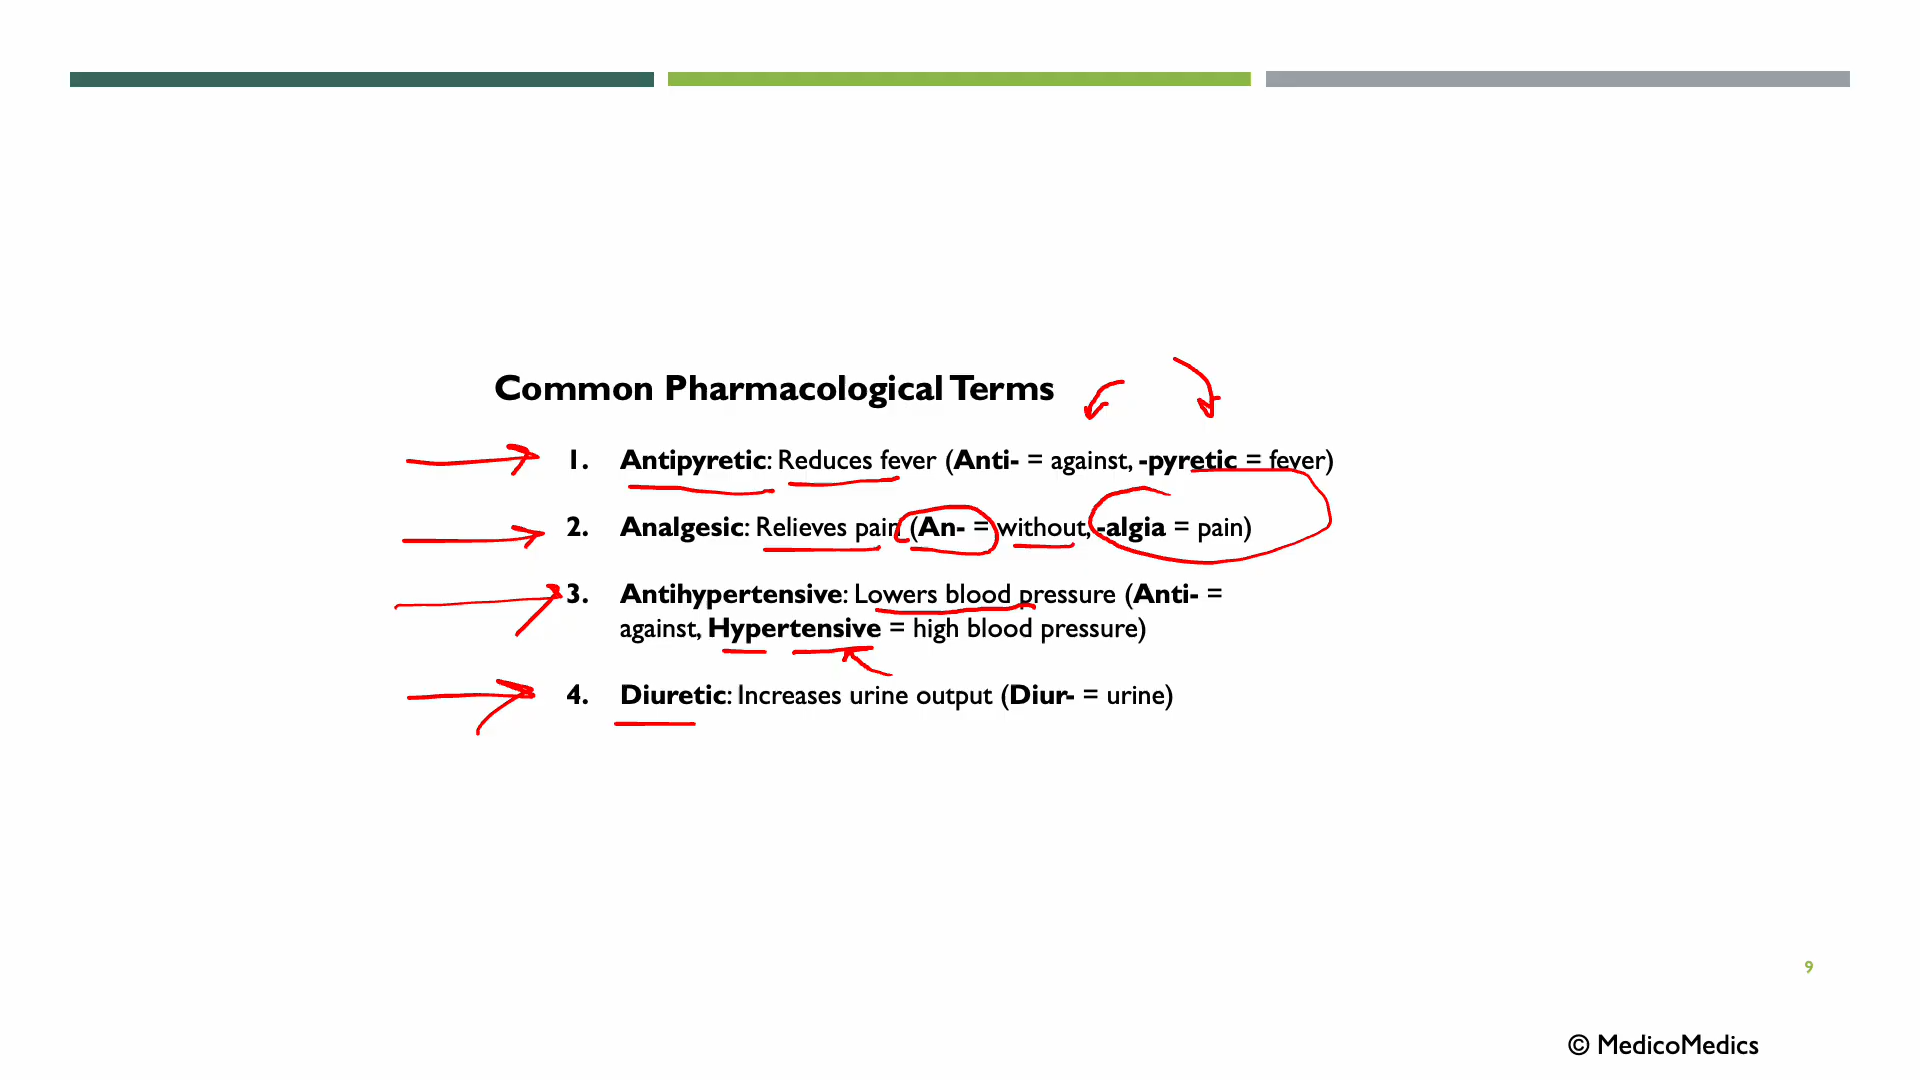 Common Pharmacological Terms
1. Antipyretic: Reduces fever (Anti- = against, -pyretic = fever)
2. Analgesic: Relieves pain (An- = without, -algia = pain)
3. Antihypertensive: Lowers blood pressure (Anti- =
against, Hypertensive = high blood pressure)
4. Diuretic: Increases urine output (Diur- = urine)
9
© MedicoMedics